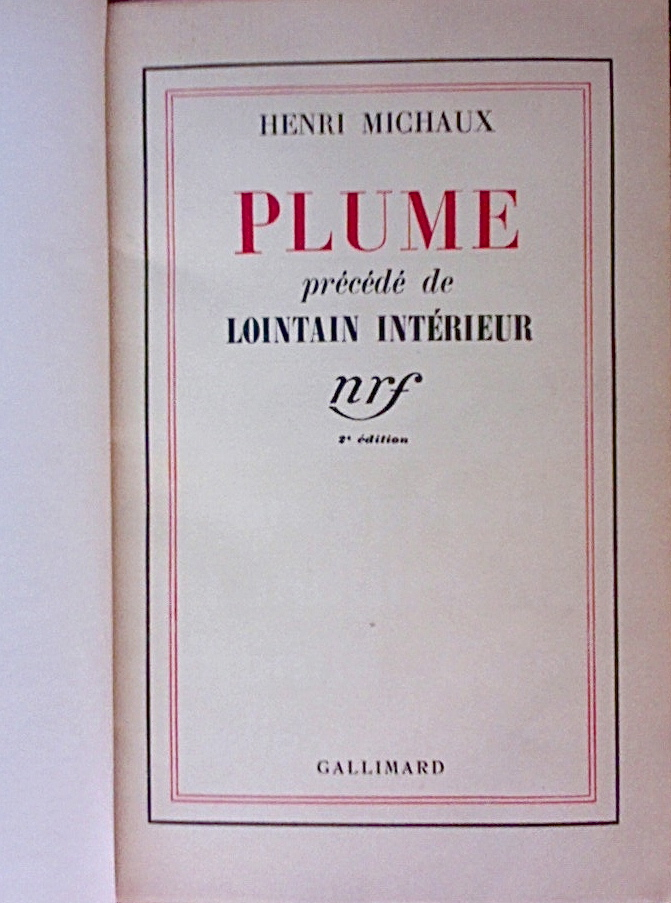 HENRI MICHAUX
PLUME
précédé de
LOINTAIN INTÉRIEUR
nrf
2ᵉ édition
GALLIMARD